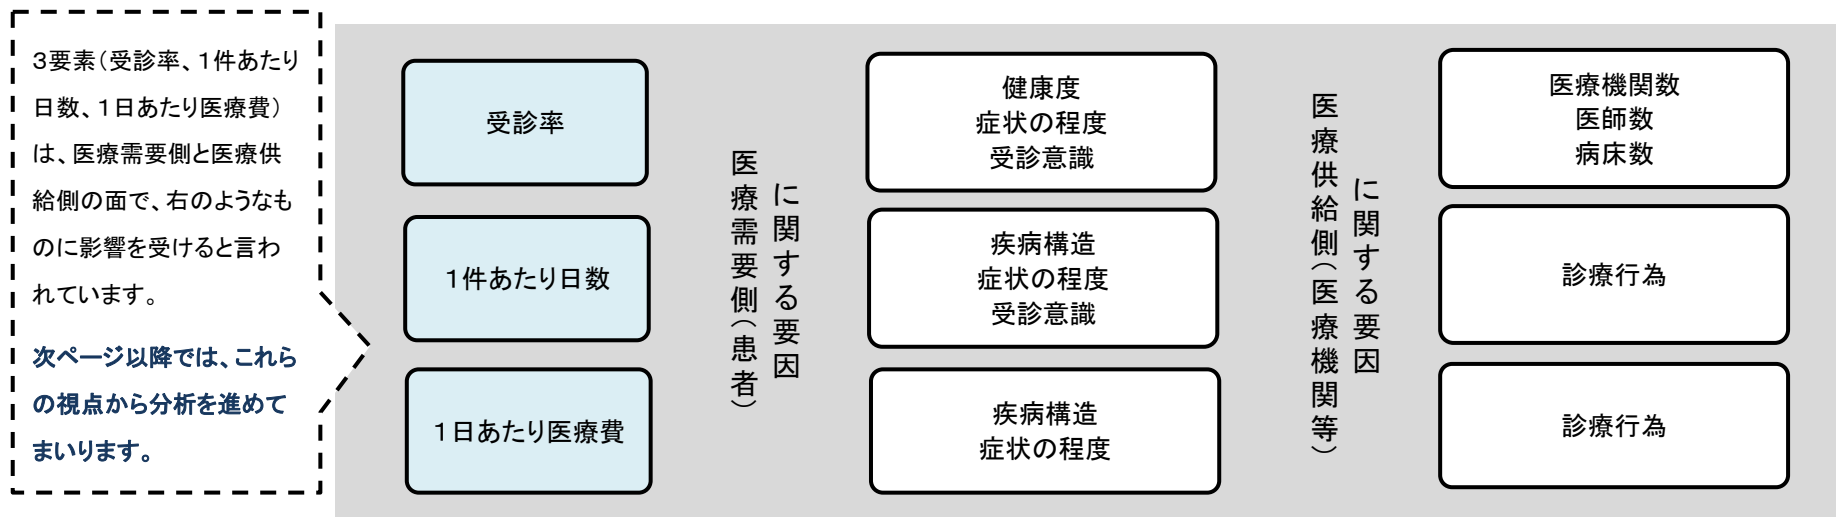 ３要素（受診率、１件あたり
日数、１日あたり医療費）
は、医療需要側と医療供
給側の面で、右のようなも
のに影響を受けると言わ
れています。
次ページ以降では、これら
の視点から分析を進めて
まいります。
受診率
１件あたり日数
１日あたり医療費
医療需要側（患者）
に関する要因
健康度
症状の程度
受診意識
疾病構造
症状の程度
受診意識
疾病構造
症状の程度
医療供給側（医療機関等）
に関する要因
医療機関数
医師数
病床数
診療行為
診療行為